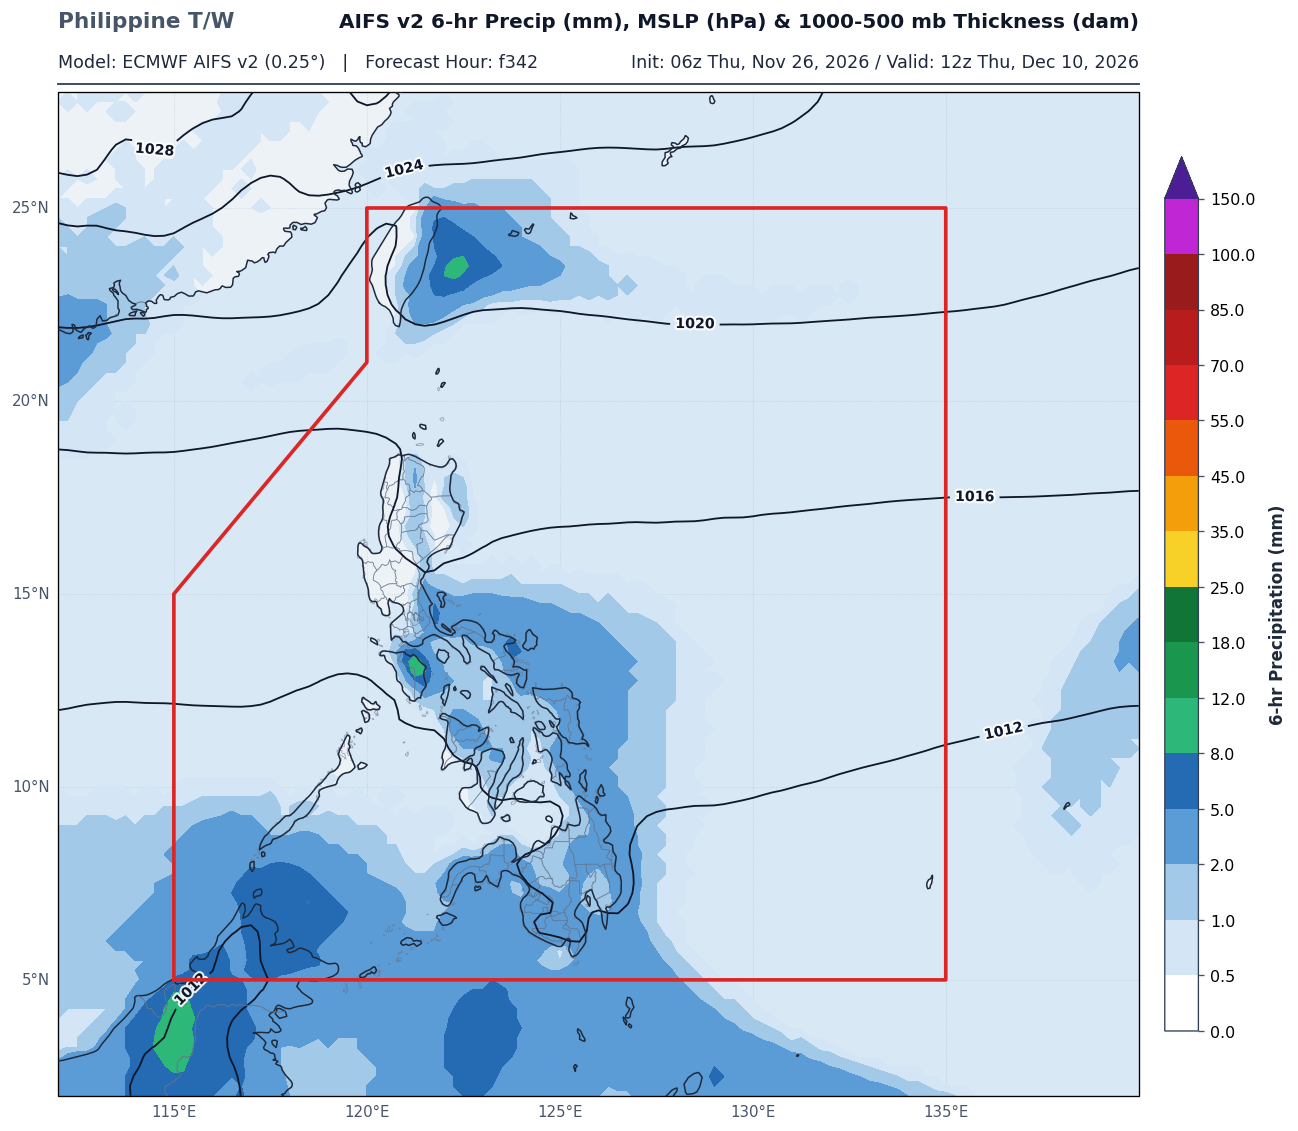 Philippine T/W
AIFS v2 6-hr Precip (mm), MSLP (hPa) & 1000-500 mb Thickness (dam)
Model: ECMWF AIFS v2 (0.25°) | Forecast Hour: f342
Init: 06z Thu, Nov 26, 2026 / Valid: 12z Thu, Dec 10, 2026
1028
1024
1020
1016
1012
1012
25°N
20°N
15°N
10°N
5°N
115°E
120°E
125°E
130°E
135°E
150.0
100.0
85.0
70.0
55.0
45.0
35.0
25.0
18.0
12.0
8.0
5.0
2.0
1.0
0.5
0.0
6-hr Precipitation (mm)